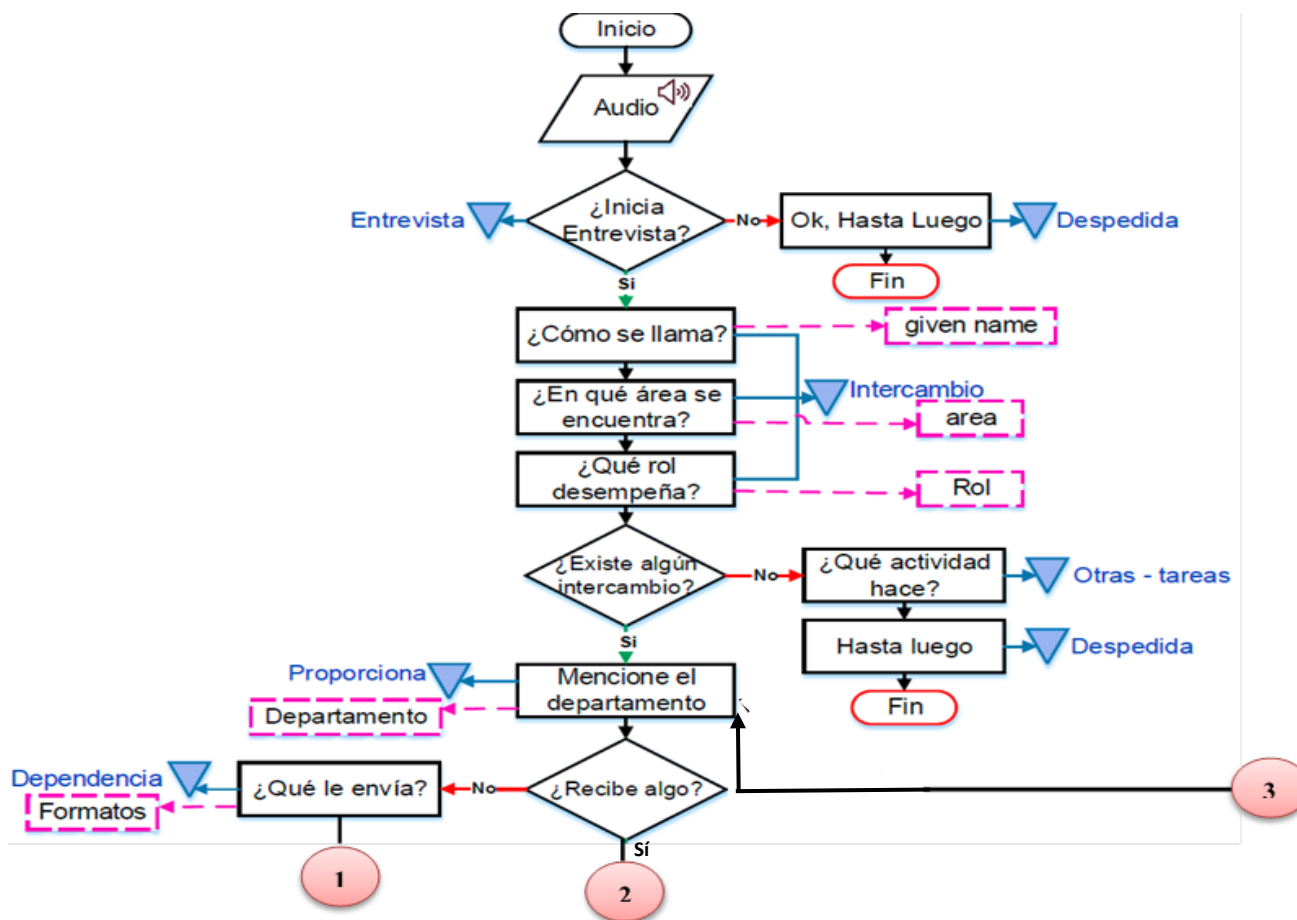 Inicio
Audio
Entrevista
¿Inicia
Entrevista?
No
Ok, Hasta Luego
Despedida
Fin
Si
¿Cómo se llama?
given name
¿En qué área se
encuentra?
Intercambio
area
¿Qué rol
desempeña?
Rol
¿Existe algún
intercambio?
No
¿Qué actividad
hace?
Otras - tareas
Si
Hasta luego
Despedida
Fin
Proporciona
Departamento
Mencione el
departamento
Dependencia
Formatos
¿Qué le envía?
No
¿Recibe algo?
3
Sí
1
2